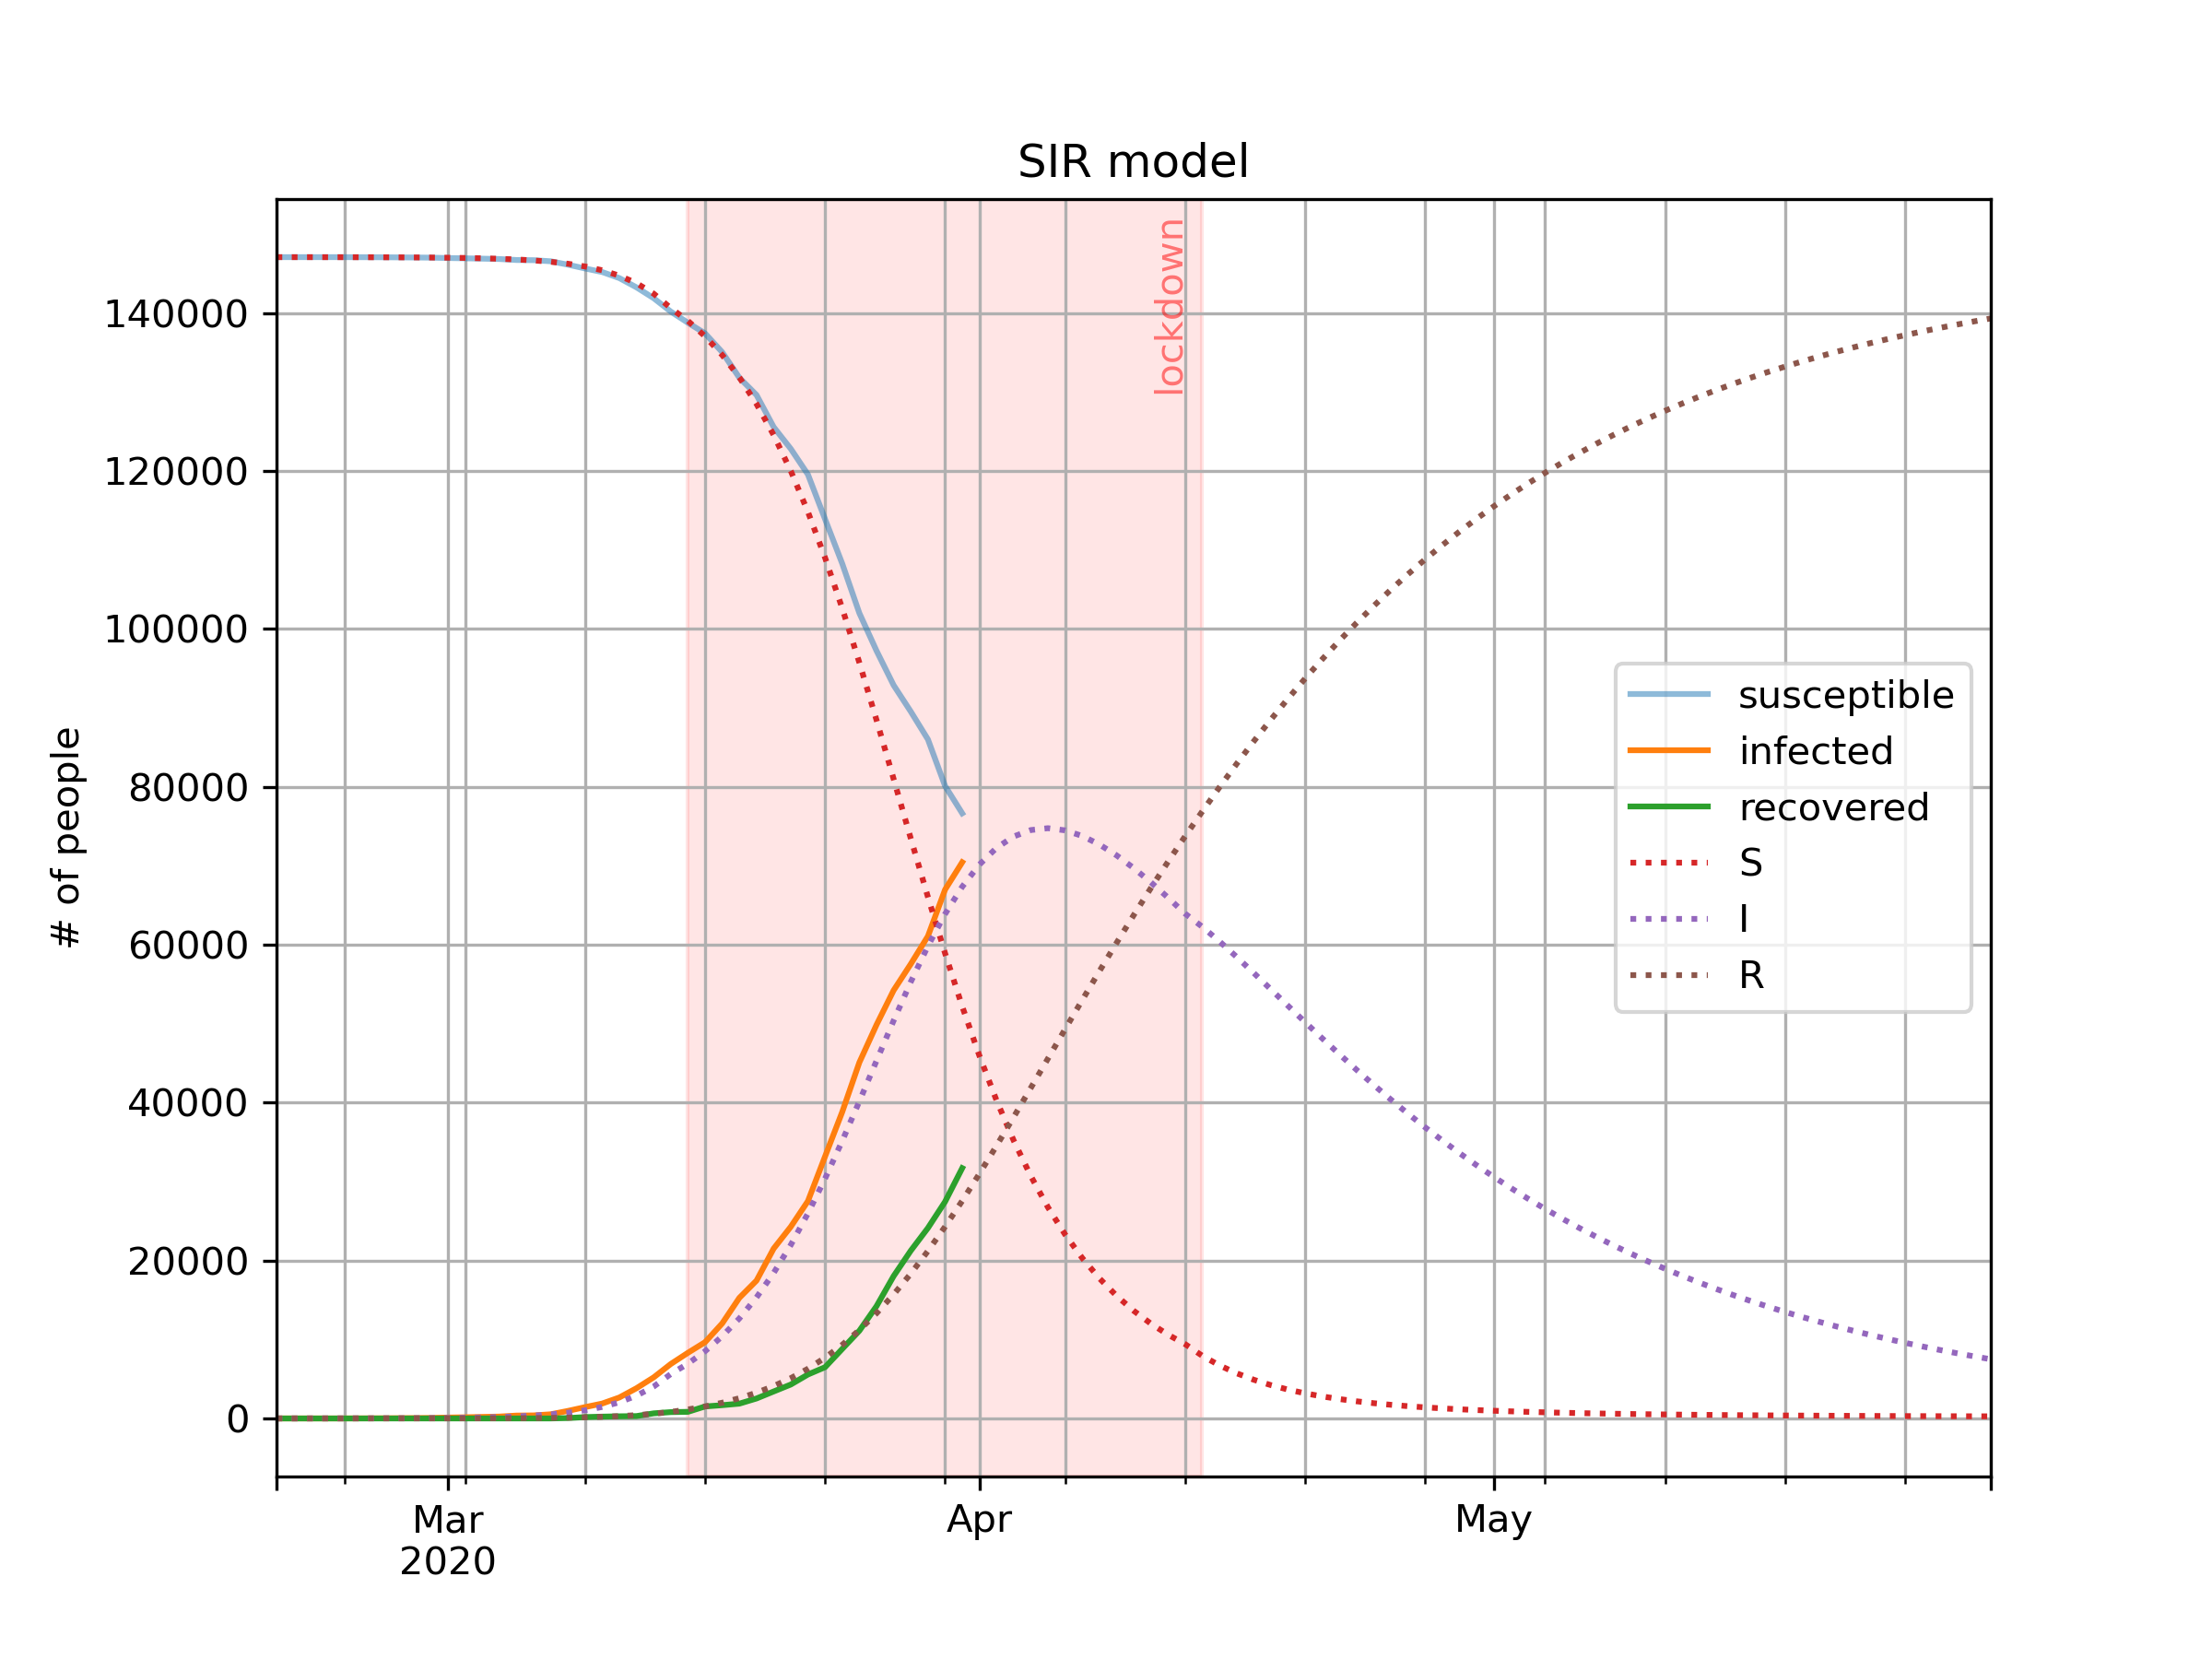 SIR model
lockdown
# of people
140000
120000
100000
80000
60000
40000
20000
0
susceptible
infected
recovered
S
I
R
Mar
2020
Apr
May